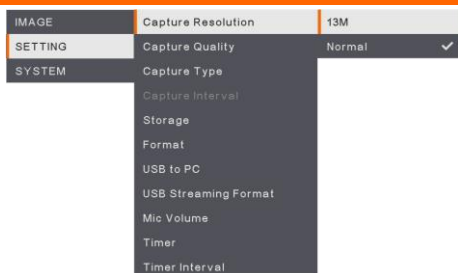 IMAGE
SETTING
SYSTEM
Capture Resolution
Capture Quality
Capture Type
Capture Interval
Storage
Format
USB to PC
USB Streaming Format
Mic Volume
Timer
Timer Interval
13M
Normal